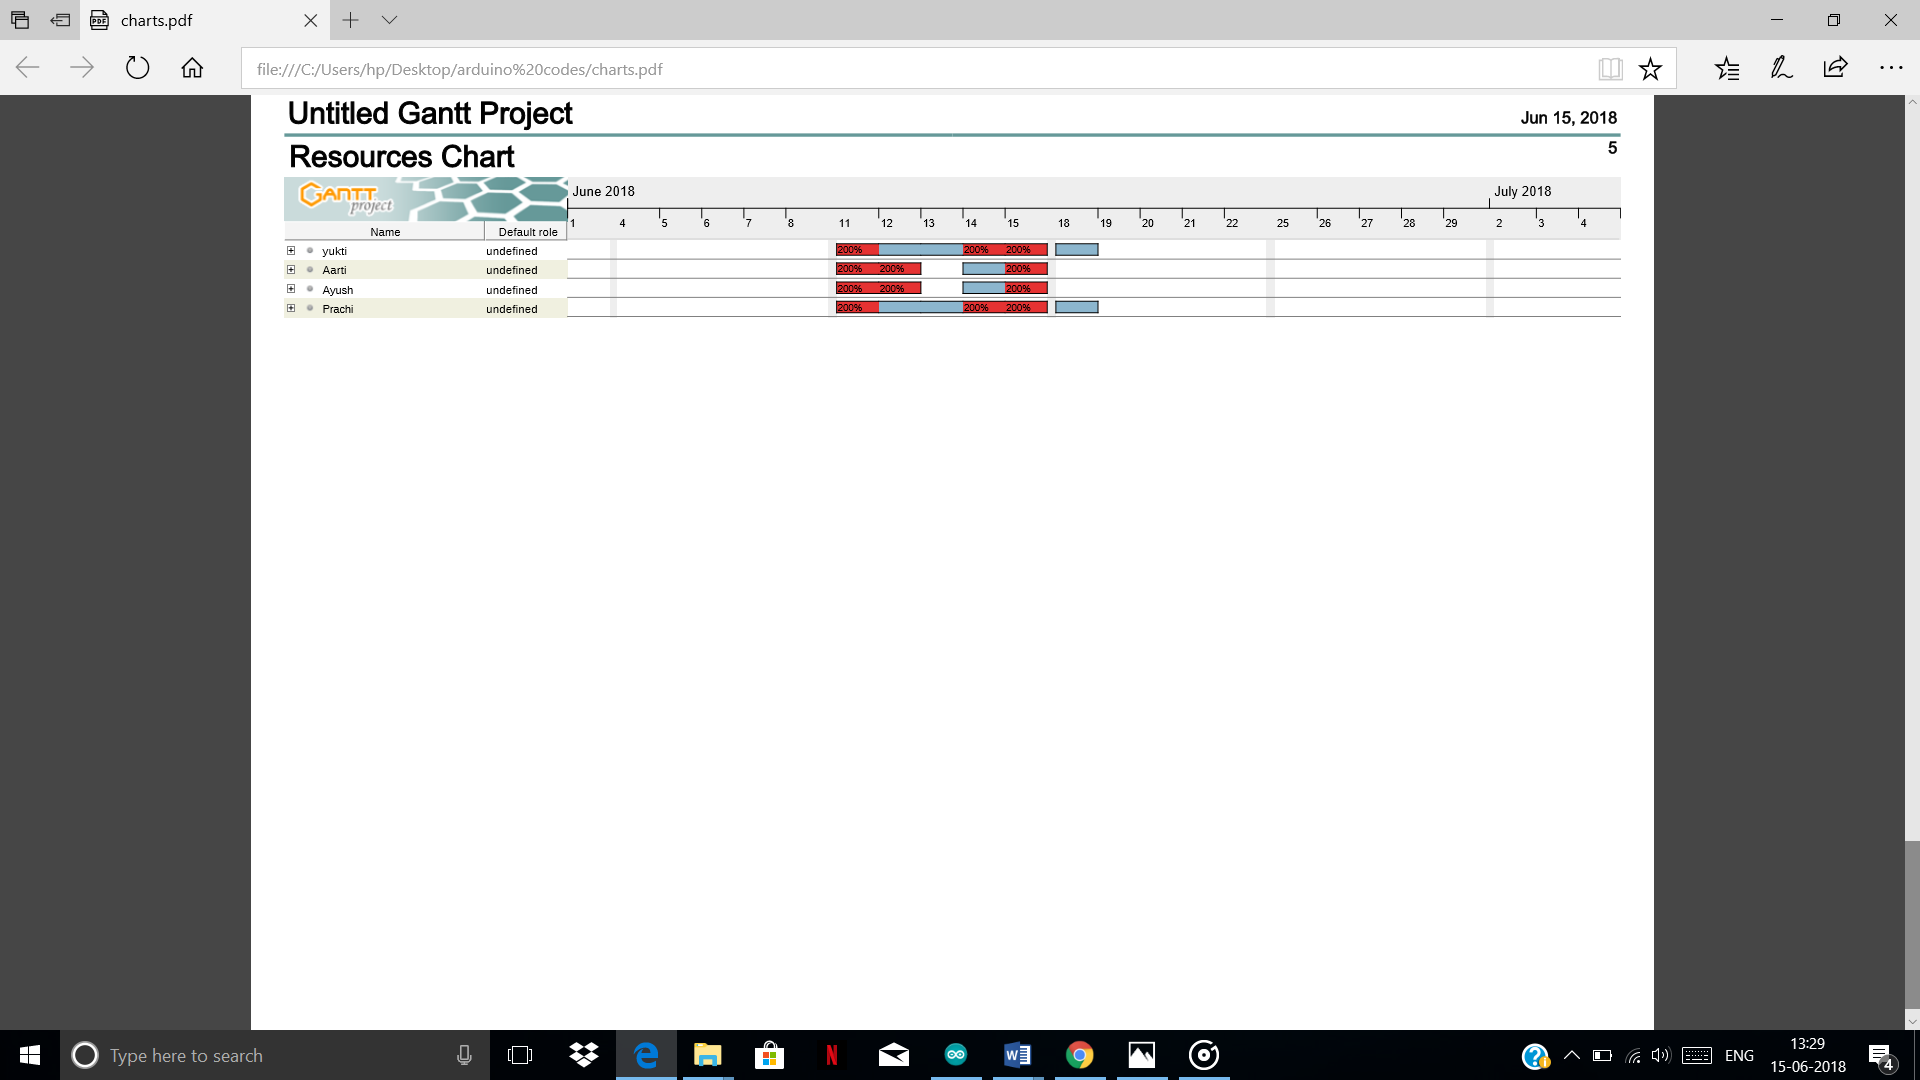 charts.pdf
file:///C:/Users/hp/Desktop/arduino%20codes/charts.pdf
Untitled Gantt Project
Jun 15, 2018
Resources Chart
5
GANTT project
June 2018 July 2018
1 4 5 6 7 8 11 12 13 14 15 18 19 20 21 22 25 26 27 28 29 2 3 4
Name Default role
yukti undefined 200% 200% 200%
Aarti undefined 200% 200% 200%
Ayush undefined 200% 200% 200%
Prachi undefined 200% 200% 200%
Type here to search
ENG
13:29
15-06-2018
4